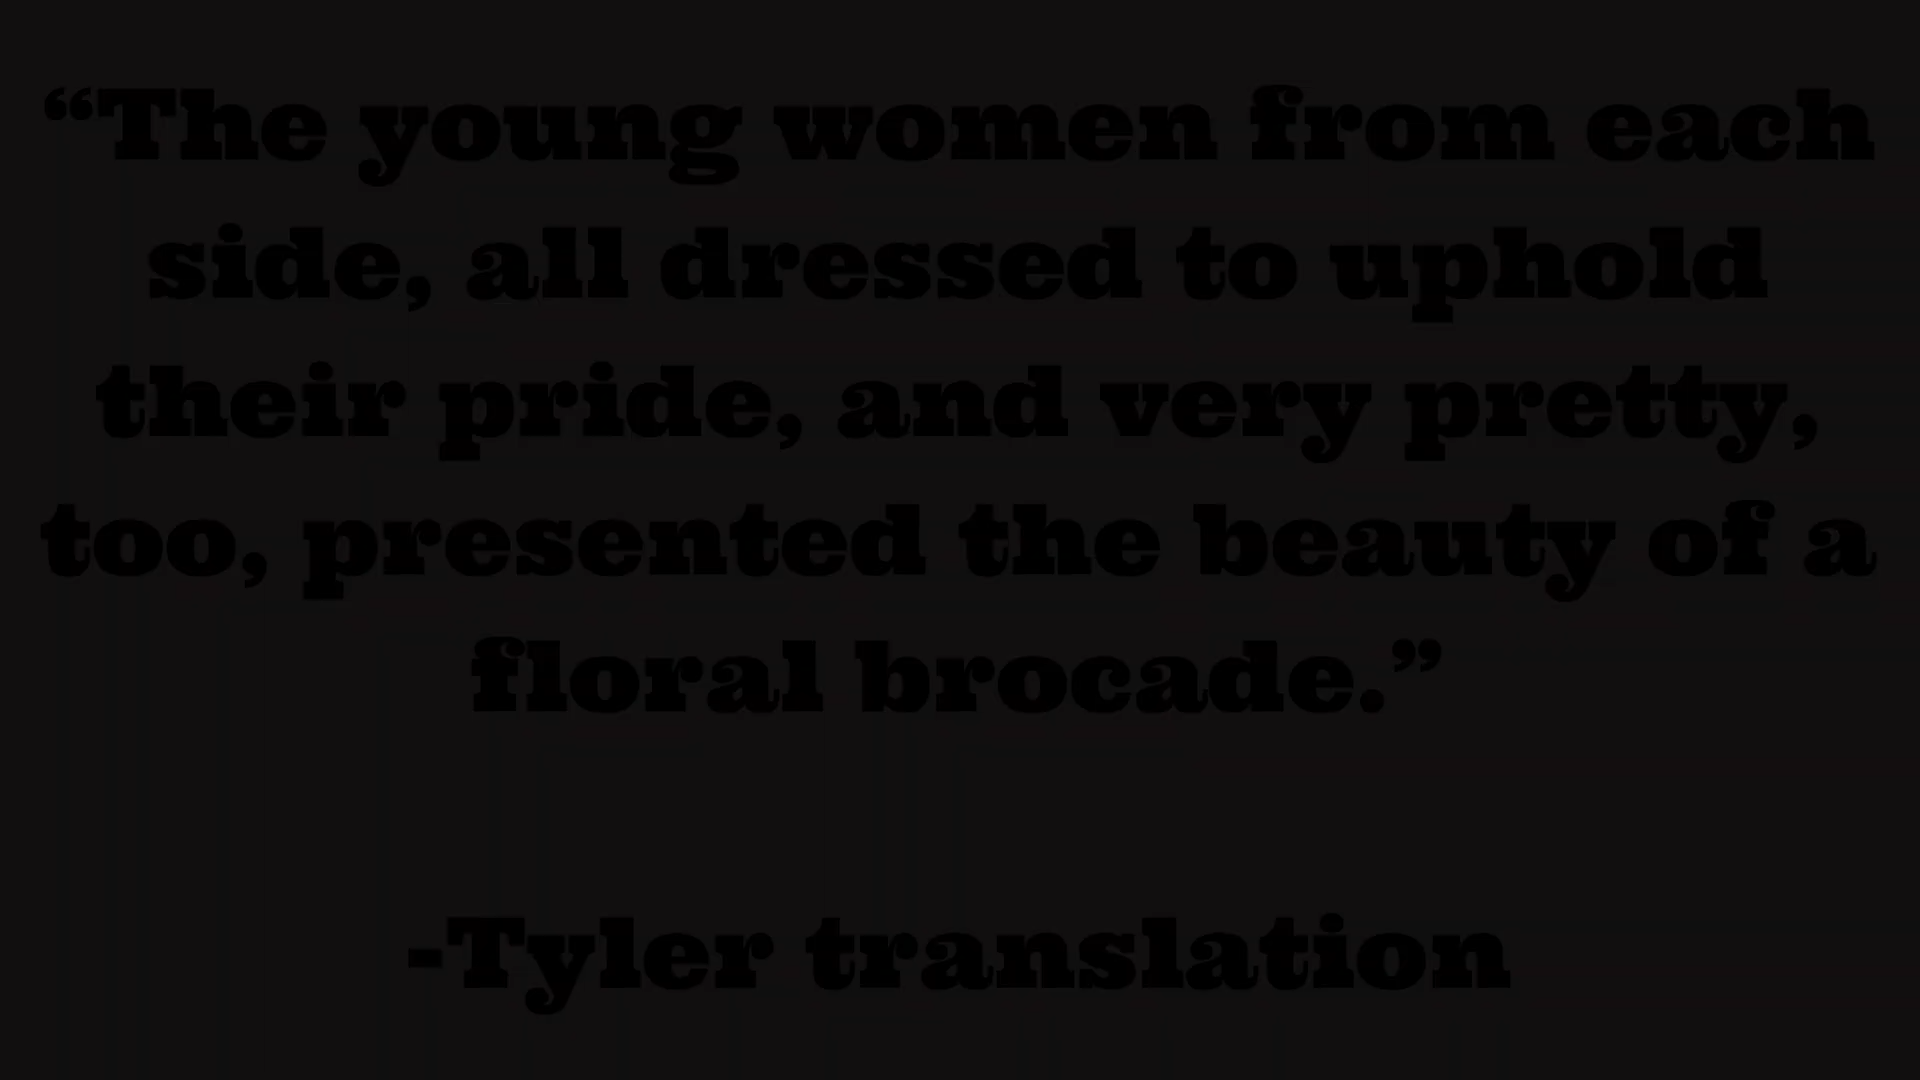 “The young women from each
side, all dressed to uphold
their pride, and very pretty,
too, presented the beauty of a
floral brocade.”
-Tyler translation